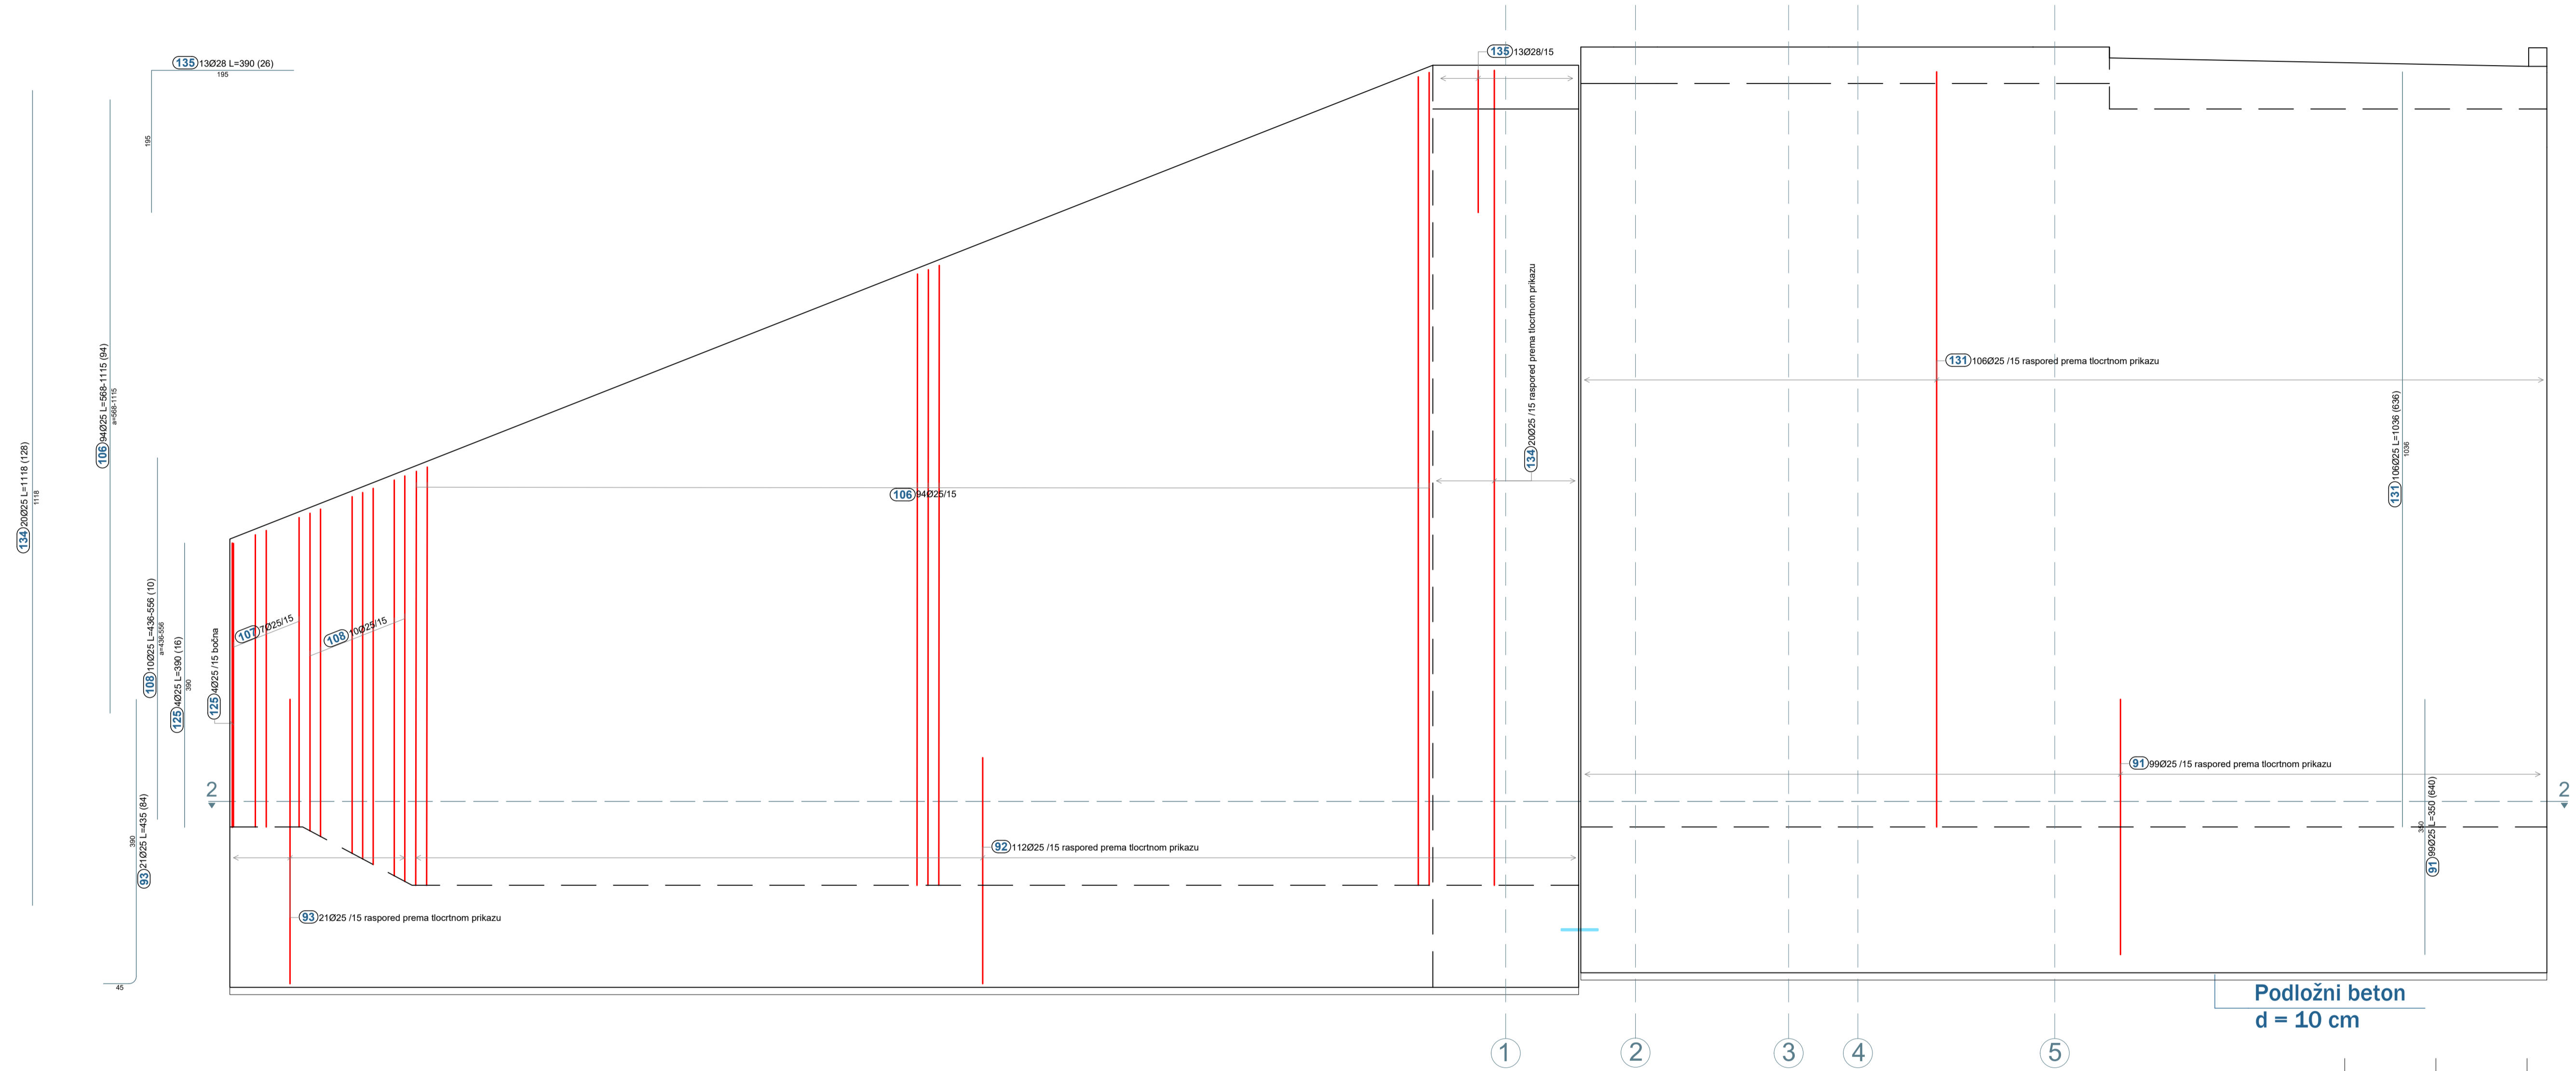 135 13Ø28 L=390 (26)
195
195
135 13Ø28/15
134 20Ø25 L=1118 (128)
1118
106 94Ø25 L=568-1115 (94)
a=568-1115
108 10Ø25 L=436-556 (10)
a=436-556
125 4Ø25 L=390 (16)
390
125 4Ø25 /15 bočna
93 21Ø25 L=435 (84)
390
45
107 7Ø25/15
108 10Ø25/15
106 94Ø25/15
134 20Ø25 /15 raspored prema tlocrtnom prikazu
131 106Ø25 /15 raspored prema tlocrtnom prikazu
131 106Ø25 L=1036 (636)
1036
91 99Ø25 /15 raspored prema tlocrtnom prikazu
91 99Ø25 L=350 (640)
350
2
2
92 112Ø25 /15 raspored prema tlocrtnom prikazu
93 21Ø25 /15 raspored prema tlocrtnom prikazu
Podložni beton
d = 10 cm
1
2
3
4
5